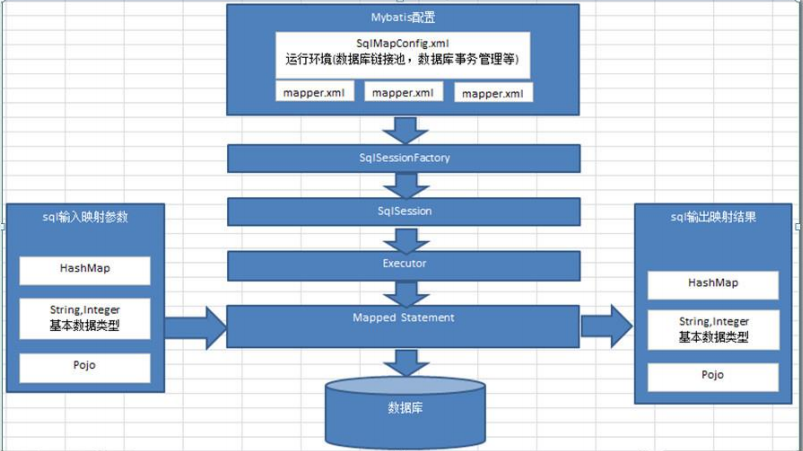 Mybatis配置
SqlMapConfig.xml
运行环境(数据库链接池，数据库事务管理等)
mapper.xml
mapper.xml
mapper.xml
SqlSessionFactory
SqlSession
Executor
Mapped Statement
数据库
sql输入映射参数
HashMap
String,Integer
基本数据类型
Pojo
sql输出映射结果
HashMap
String,Integer
基本数据类型
Pojo